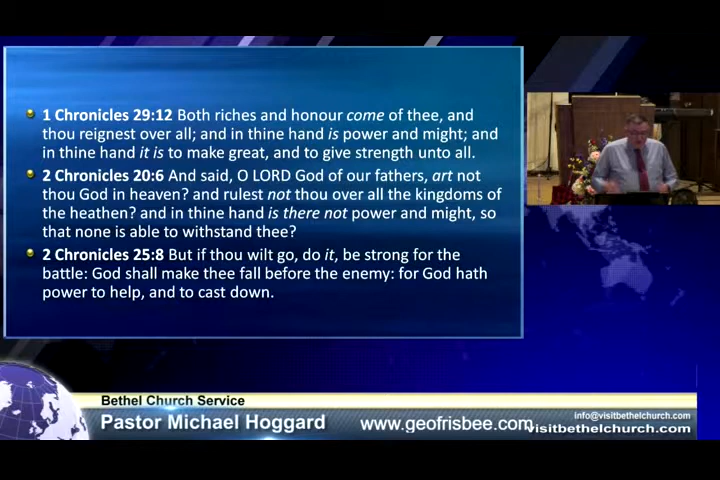 1 Chronicles 29:12 Both riches and honour come of thee, and
thou reignest over all; and in thine hand is power and might; and
in thine hand it is to make great, and to give strength unto all.
2 Chronicles 20:6 And said, O LORD God of our fathers, art not
thou God in heaven? and rulest not thou over all the kingdoms of
the heathen? and in thine hand is there not power and might, so
that none is able to withstand thee?
2 Chronicles 25:8 But if thou wilt go, do it, be strong for the
battle: God shall make thee fall before the enemy: for God hath
power to help, and to cast down.
Bethel Church Service
Pastor Michael Hoggard
www.geofrisbee.com
info@visitbethelchurch.com
visitbethelchurch.com